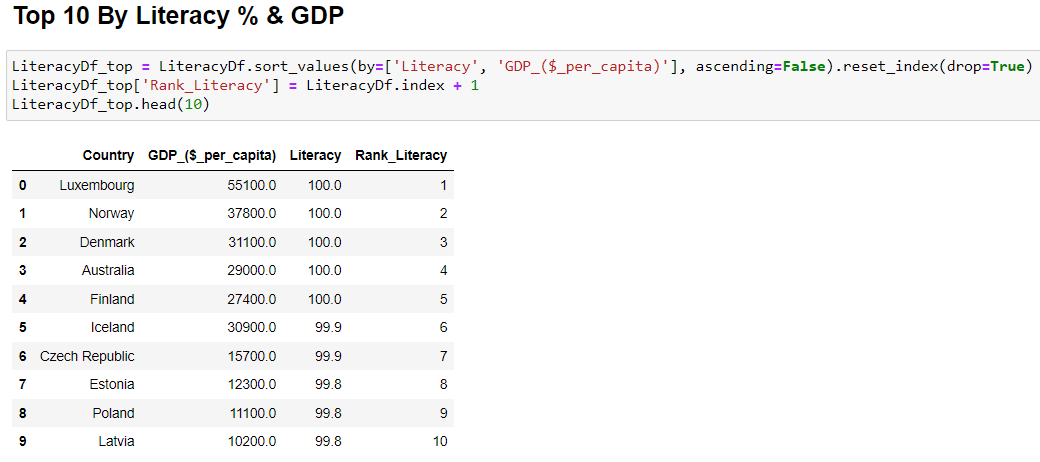 Top 10 By Literacy % & GDP
LiteracyDf_top = LiteracyDf.sort_values(by=['Literacy', 'GDP_($_per_capita)'], ascending=False).reset_index(drop=True)
LiteracyDf_top['Rank_Literacy'] = LiteracyDf.index + 1
LiteracyDf_top.head(10)
Country GDP_($_per_capita) Literacy Rank_Literacy
0 Luxembourg 55100.0 100.0 1
1 Norway 37800.0 100.0 2
2 Denmark 31100.0 100.0 3
3 Australia 29000.0 100.0 4
4 Finland 27400.0 100.0 5
5 Iceland 30900.0 99.9 6
6 Czech Republic 15700.0 99.9 7
7 Estonia 12300.0 99.8 8
8 Poland 11100.0 99.8 9
9 Latvia 10200.0 99.8 10